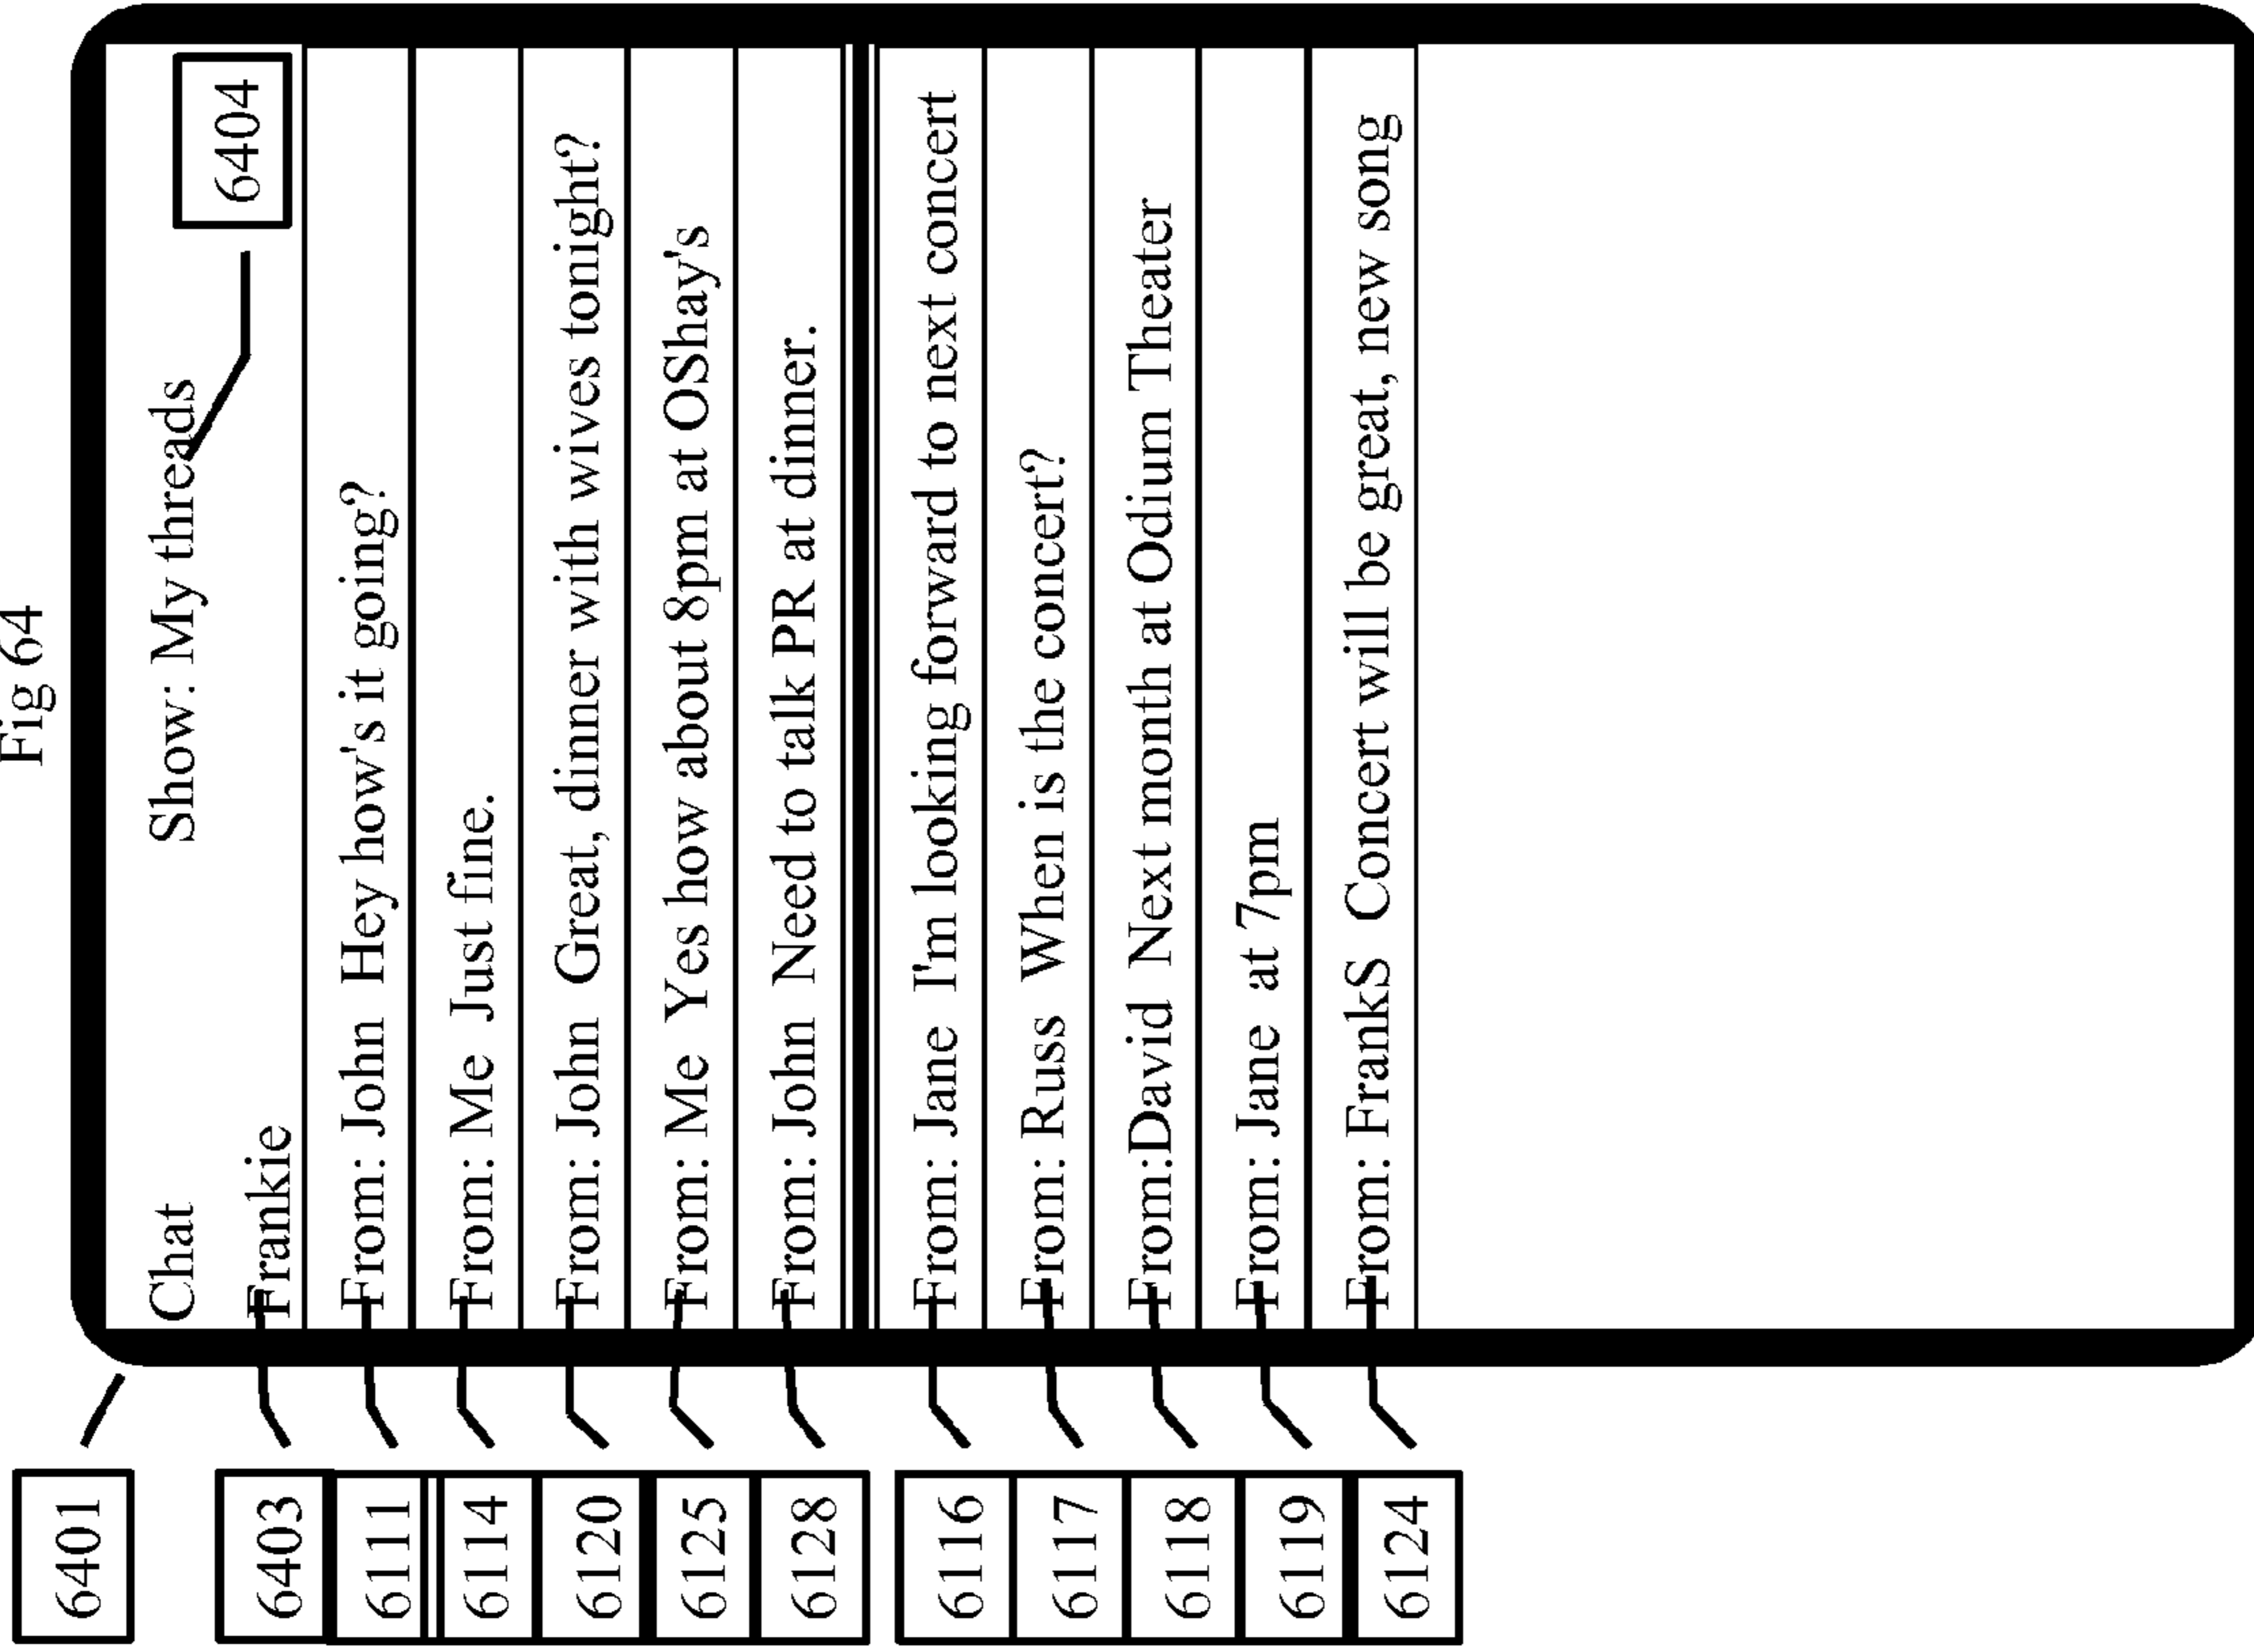 Fig 64
6401
Chat Show: My threads
6404
6403 Frankie
6111 From: John Hey how's it going?
6114 From: Me Just fine.
6120 From: John Great, dinner with wives tonight?
6125 From: Me Yes how about 8pm at OShay's
6128 From: John Need to talk PR at dinner.
6116 From: Jane I'm looking forward to next concert
6117 From: Russ When is the concert?
6118 From:David Next month at Odium Theater
6119 From: Jane at 7pm
6124 From: FrankS Concert will be great, new song